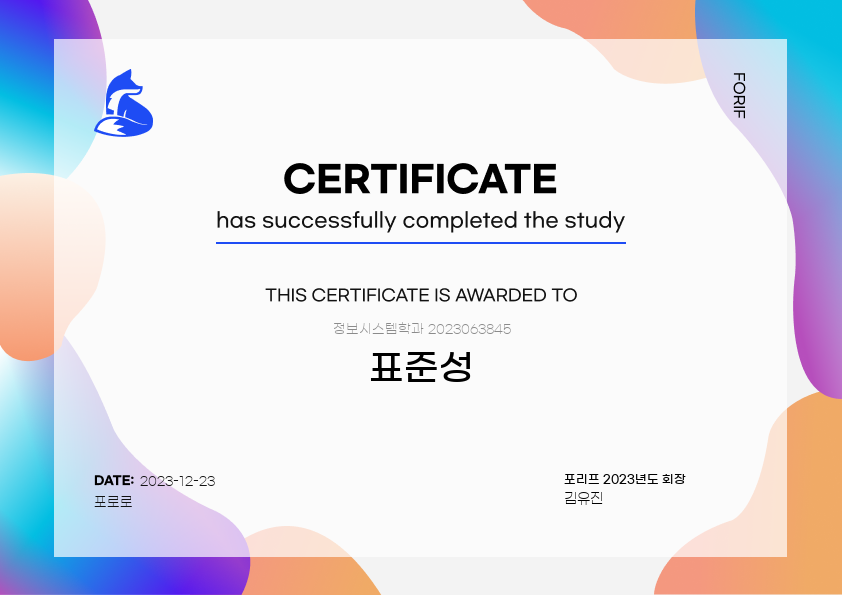 FORIF
CERTIFICATE
has successfully completed the study
THIS CERTIFICATE IS AWARDED TO
정보시스템학과 2023063845
표준성
DATE: 2023-12-23
포로로
포리프 2023년도 회장
김유진